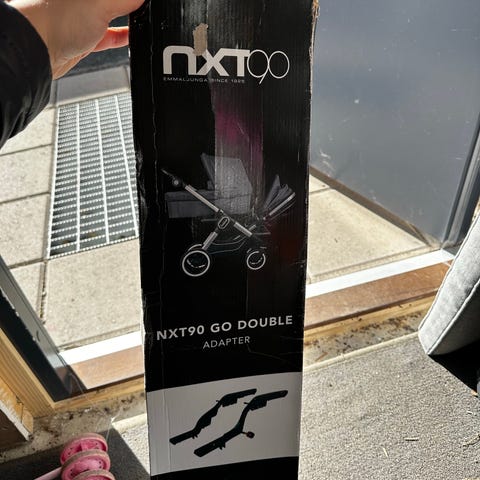 nXT90
EMMALJUNGA SINCE 1925
NXT90 GO DOUBLE
ADAPTER